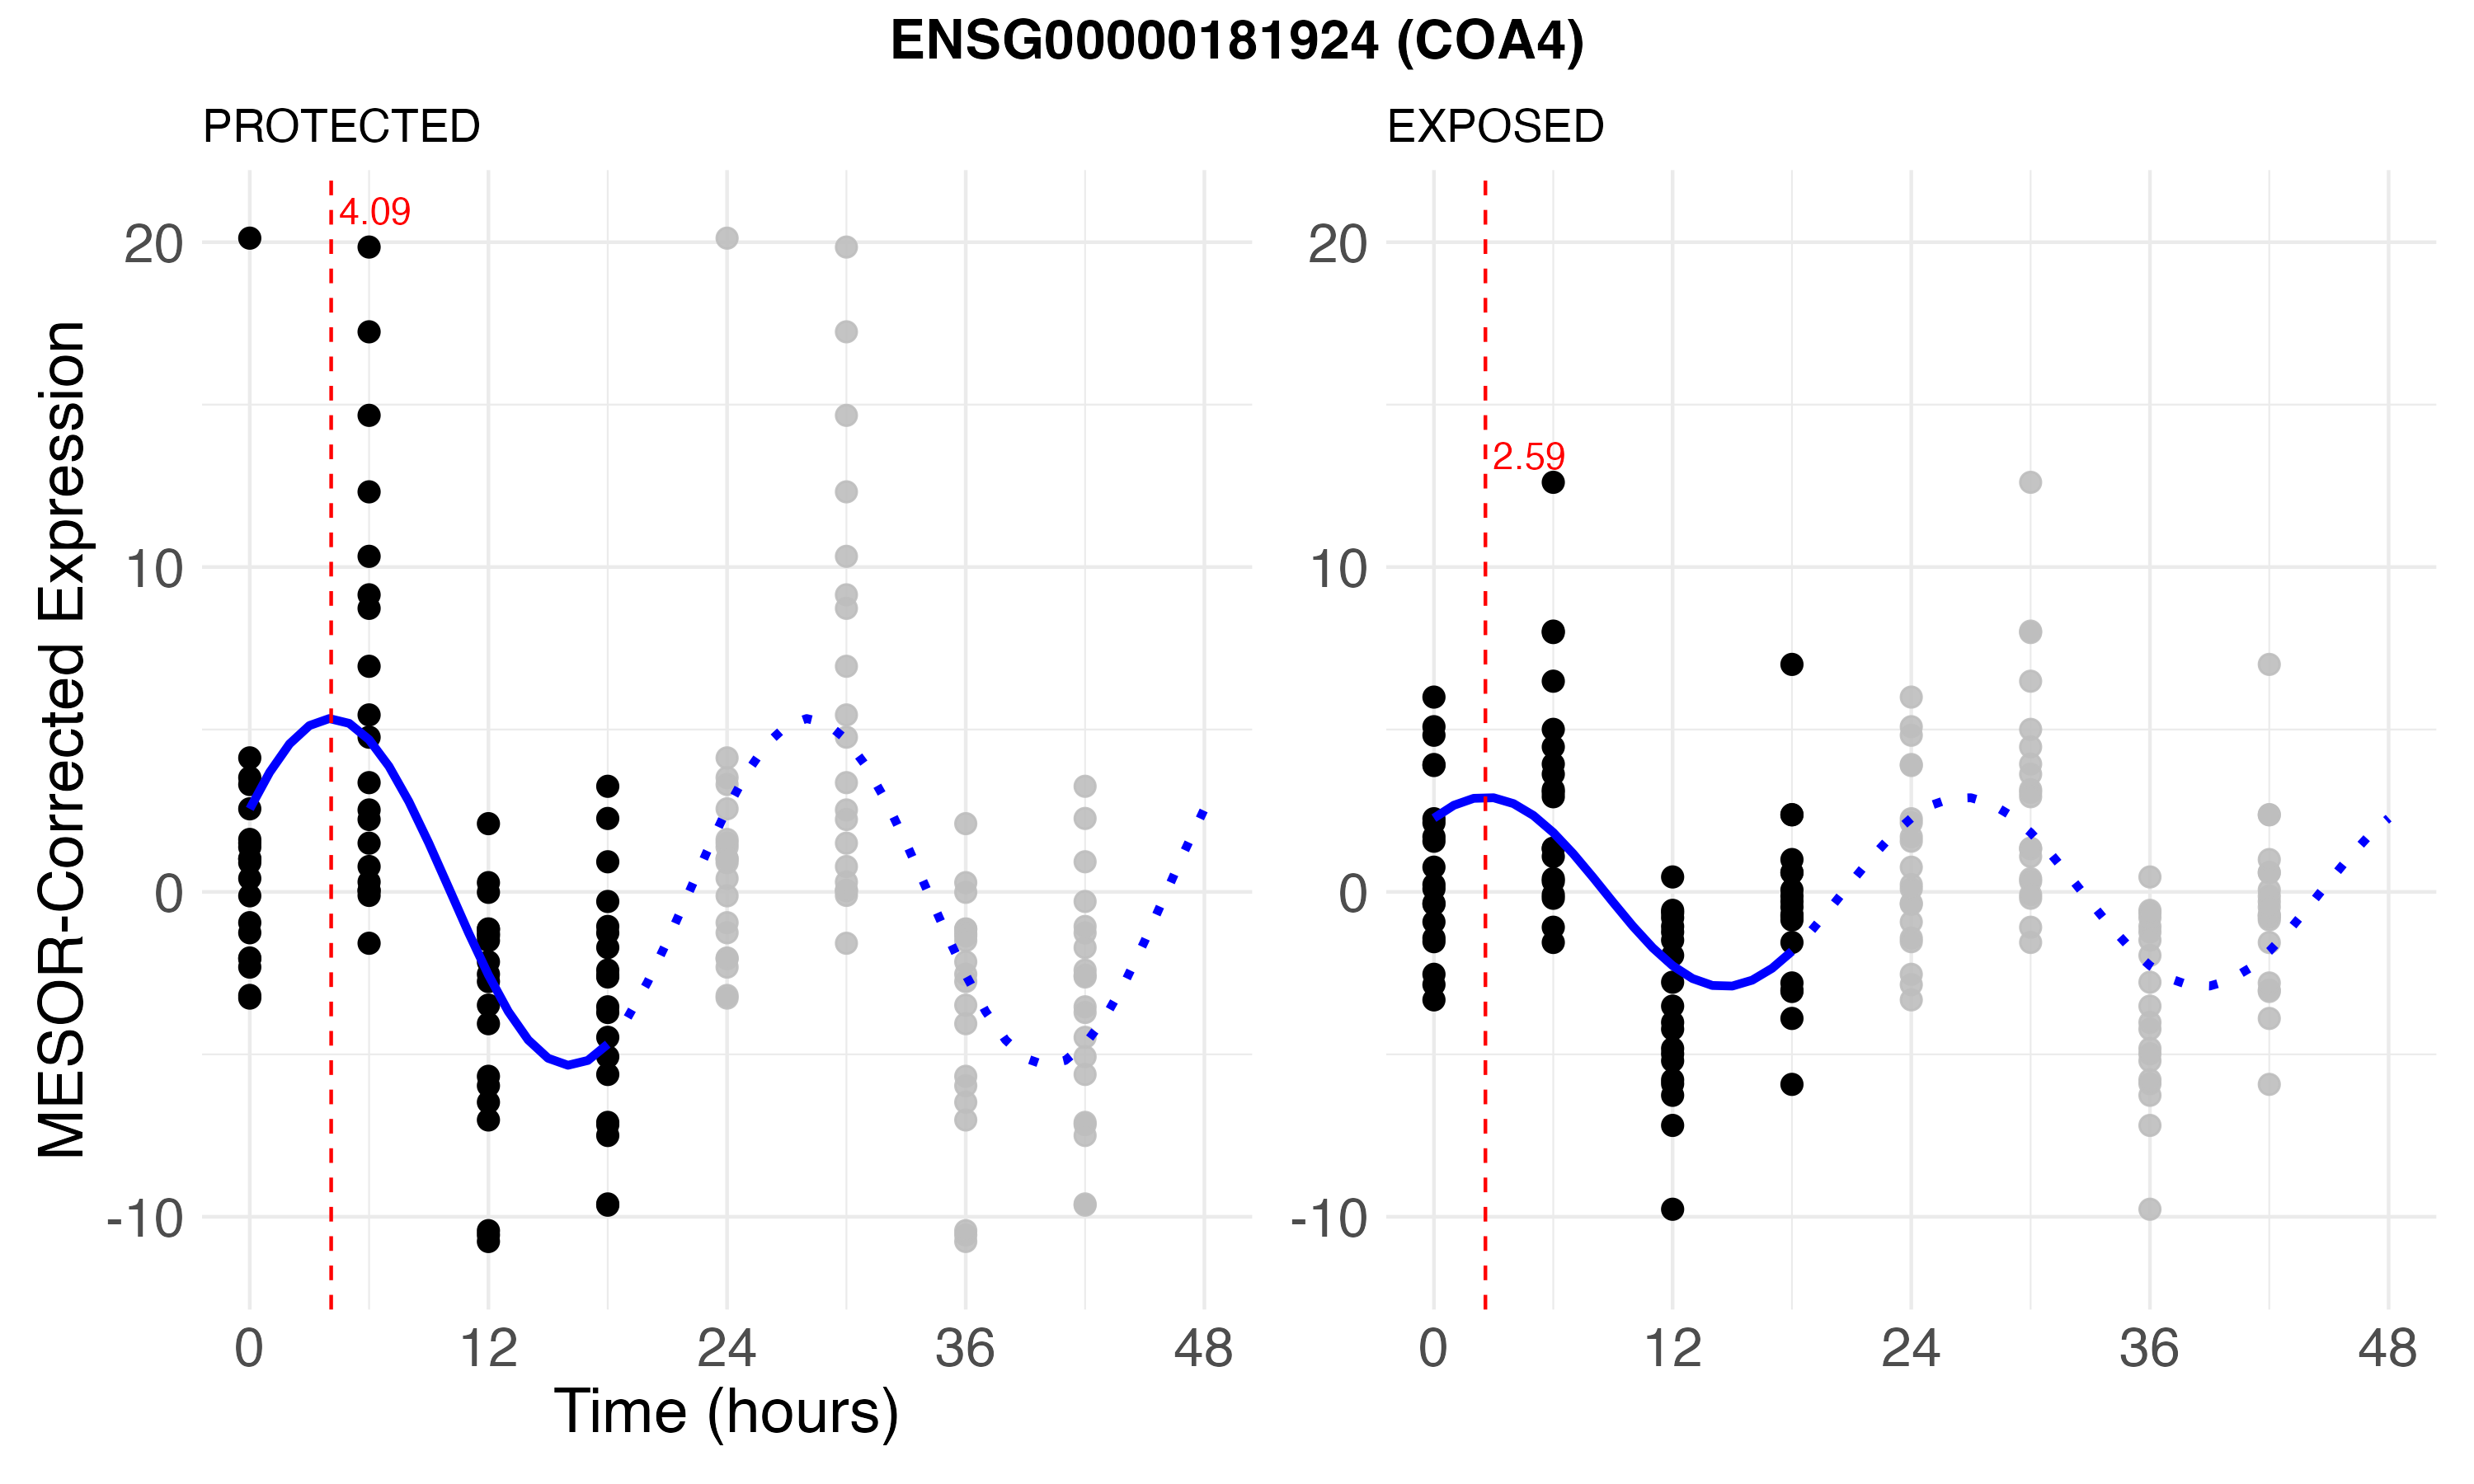 ENSG00000181924 (COA4)
PROTECTED
EXPOSED
4.09
2.59
20
10
0
-10
20
10
0
-10
MESOR-Corrected Expression
0 12 24 36 48
0 12 24 36 48
Time (hours)